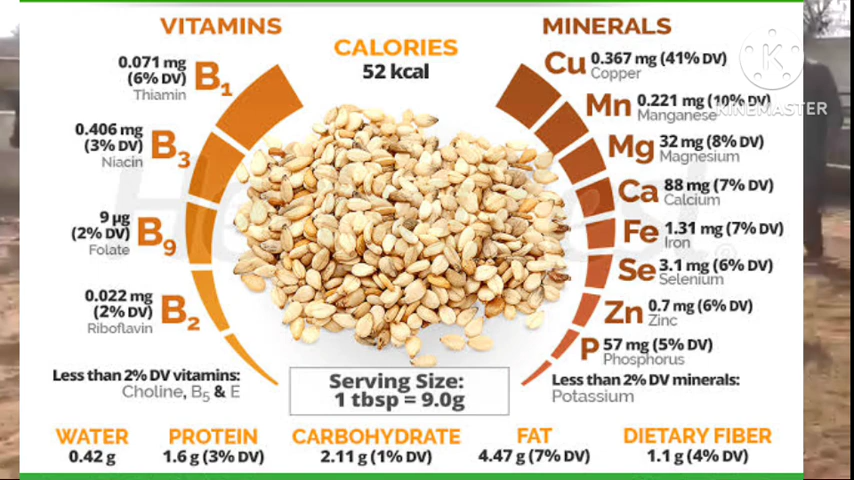 VITAMINS
0.071 mg
(6% DV)
Thiamin
B1
0.406 mg
(3% DV)
Niacin
B3
9 µg
(2% DV)
Folate
B9
0.022 mg
(2% DV)
Riboflavin
B2
Less than 2% DV vitamins:
Choline, B5 & E
CALORIES
52 kcal
MINERALS
Cu 0.367 mg (41% DV)
Copper
Mn 0.221 mg (10% DV)
Manganese
Mg 32 mg (8% DV)
Magnesium
Ca 88 mg (7% DV)
Calcium
Fe 1.31 mg (7% DV)
Iron
Se 3.1 mg (6% DV)
Selenium
Zn 0.7 mg (6% DV)
Zinc
P 57 mg (5% DV)
Phosphorus
Less than 2% DV minerals:
Potassium
K
KINEMASTER
Serving Size:
1 tbsp = 9.0g
WATER
0.42 g
PROTEIN
1.6 g (3% DV)
CARBOHYDRATE
2.11 g (1% DV)
FAT
4.47 g (7% DV)
DIETARY FIBER
1.1 g (4% DV)